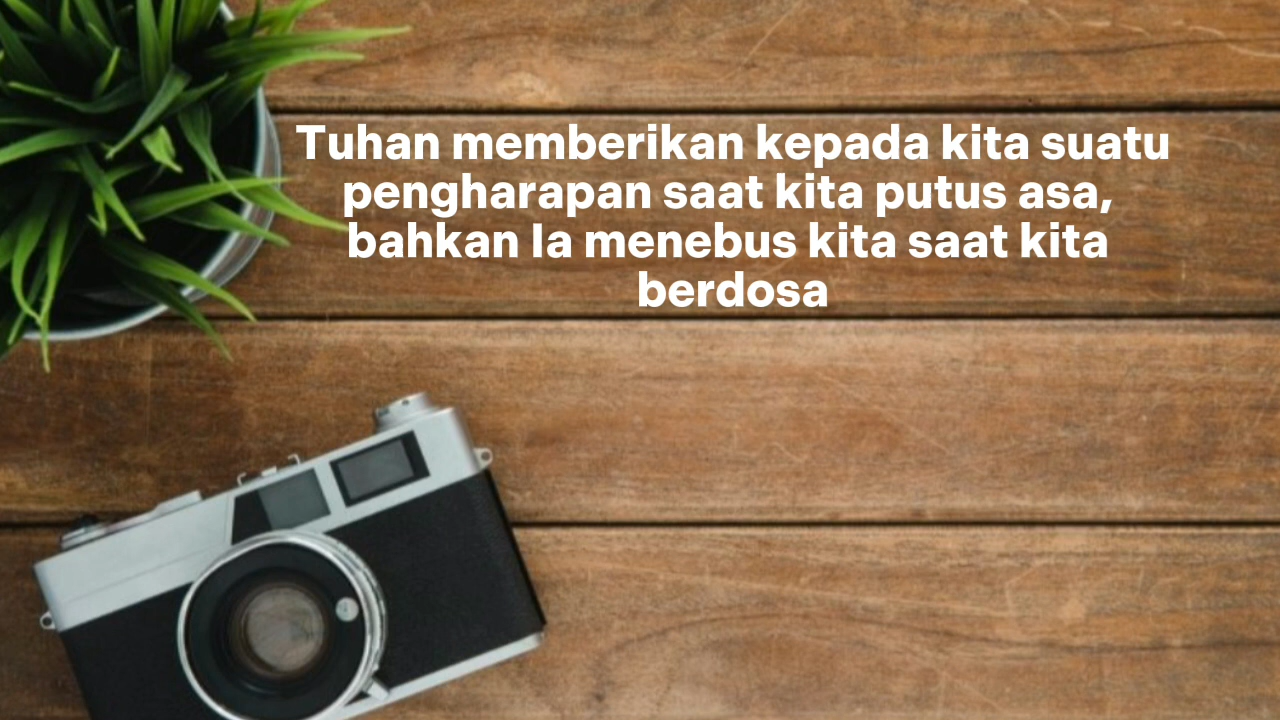 Tuhan memberikan kepada kita suatu
pengharapan saat kita putus asa,
bahkan Ia menebus kita saat kita
berdosa